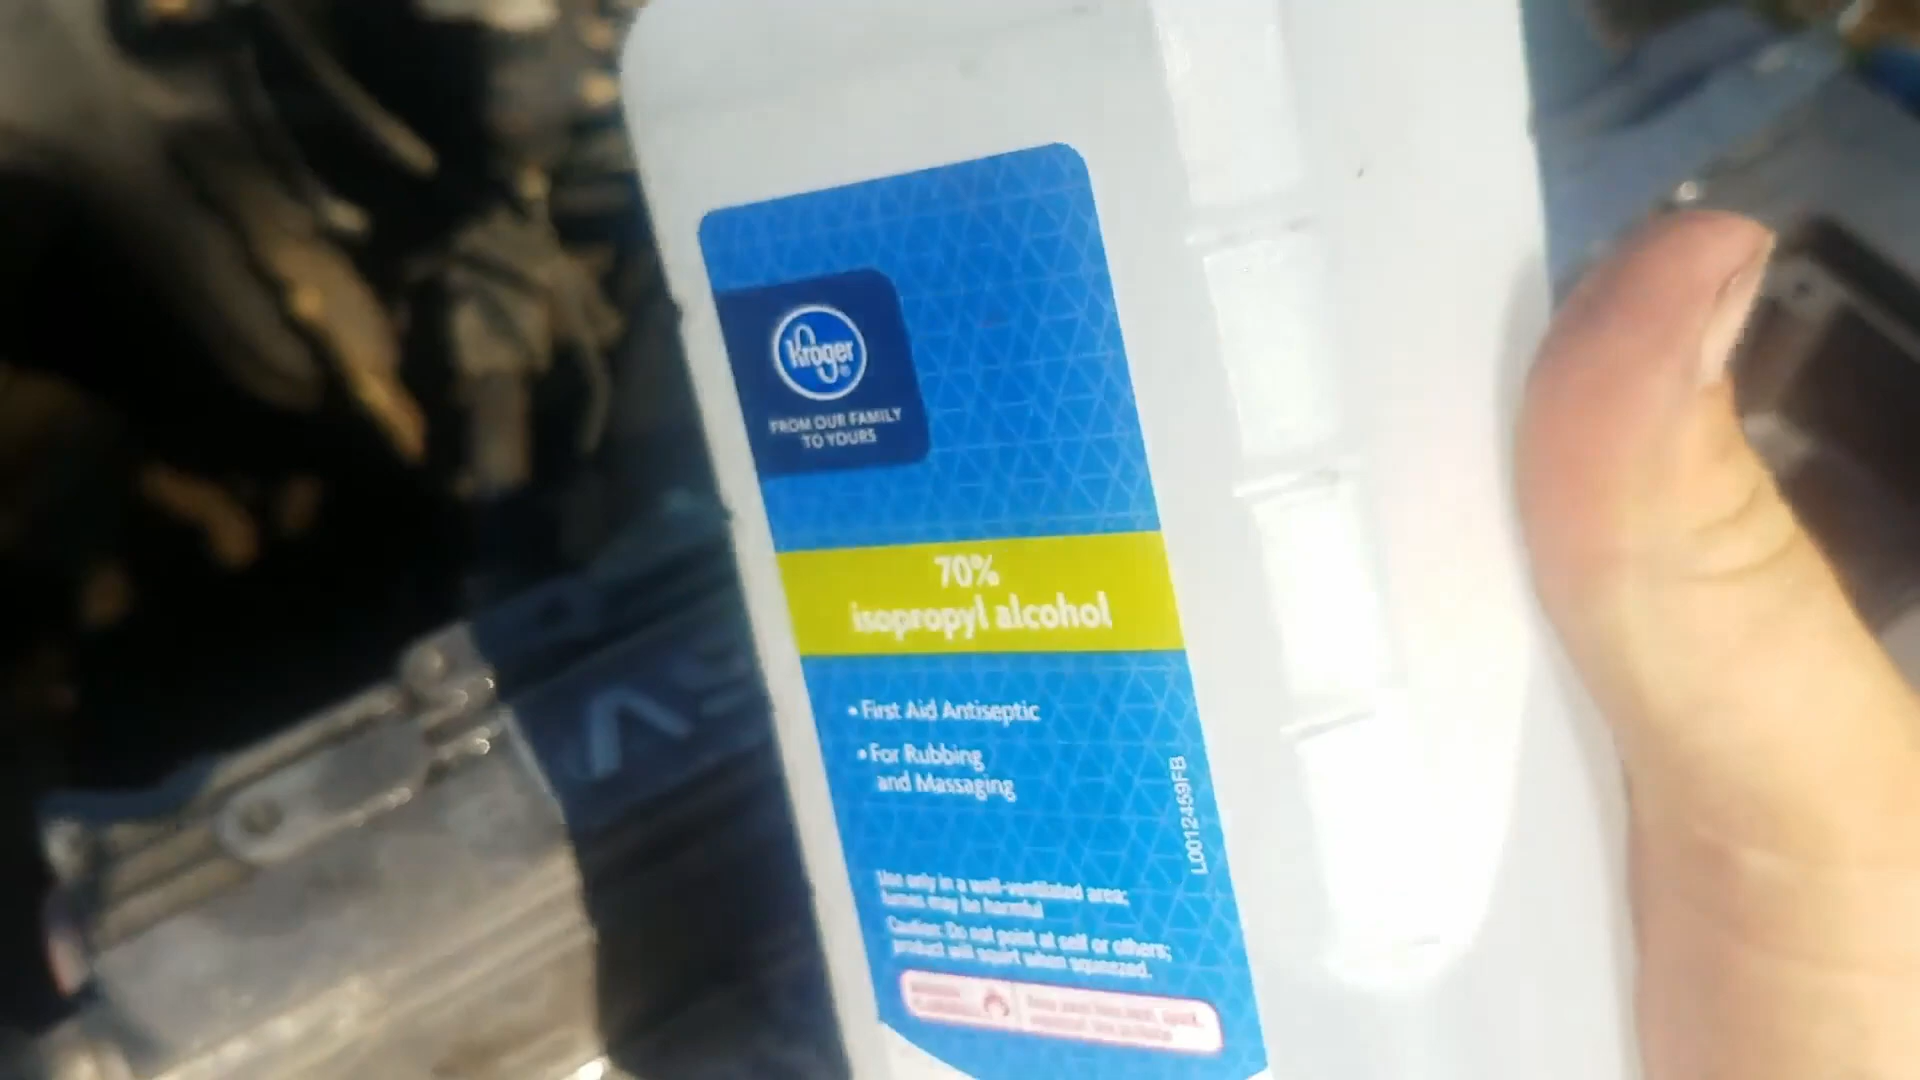 Kroger
FROM OUR FAMILY
TO YOURS
70%
isopropyl alcohol
• First Aid Antiseptic
• For Rubbing
and Massaging
L0012459FB
Use only in a well-ventilated area;
fumes may be harmful
Caution: Do not point at self or others;
product will squirt when squeezed.